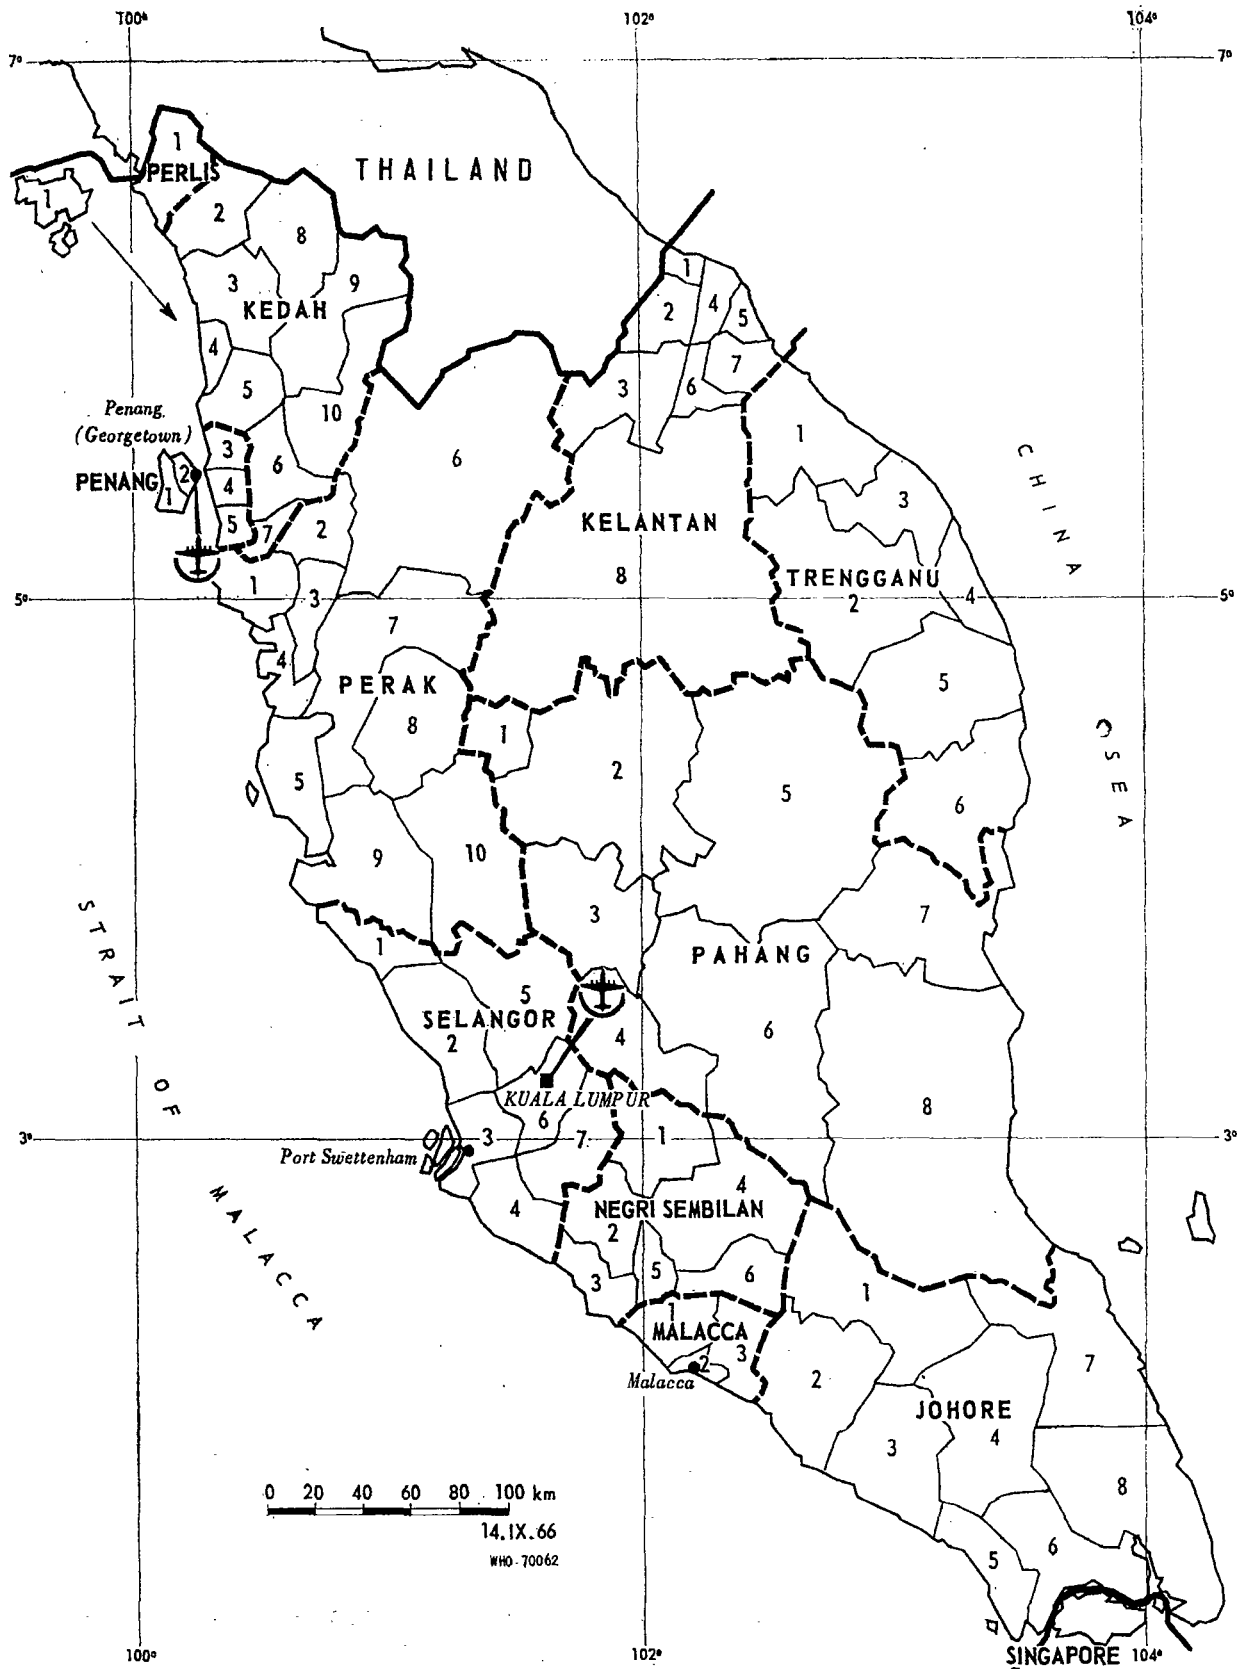 100° 102° 104°
7° 7°
1
PERLIS
THAILAND
1
2
8
3
9
KEDAH
1
2
4
5
4
5
7
3
6
10
Penang
(Georgetown)
1
3
6
6
2
PENANG
4
1
3
5
7
2
KELANTAN
CHINA
SEA
1
8
TRENGGANU
2
5° 3 4 5°
7
4
PERAK
5
8
1
2
5
5
6
9
10
3
7
STRAIT OF MALACCA
1
PAHANG
5
SELANGOR
4
6
2
KUALA LUMPUR
8
6
3° 3 7 1 3°
Port Swettenham
4
4
NEGRI SEMBILAN
2
5
6
3
1
1
MALACCA
3
2
7
Malacca
2
JOHORE
3
4
8
0 20 40 60 80 100 km
14.IX.66
WHO-70062
6
5
100° 102° SINGAPORE 104°